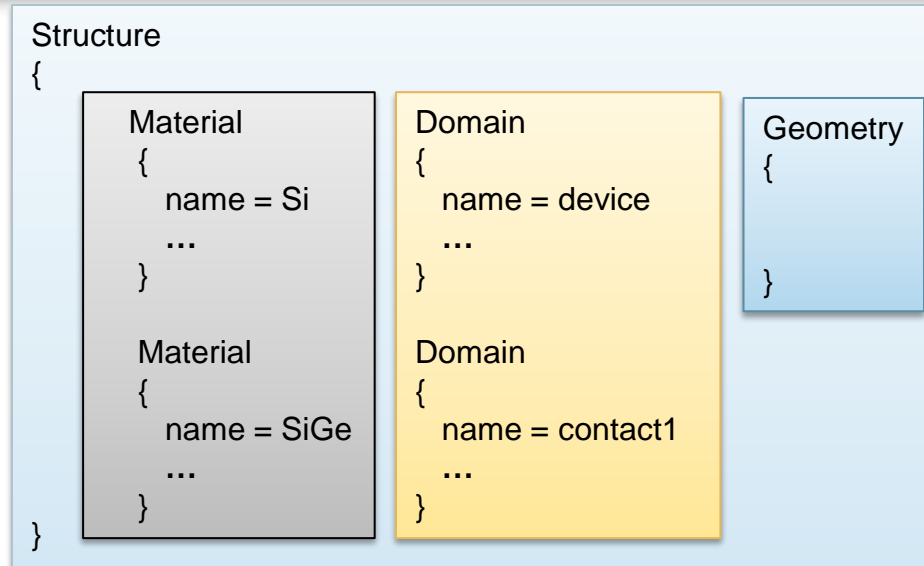 Structure
{
Material
{
name = Si
...
}
Material
{
name = SiGe
...
}
Domain
{
name = device
...
}
Domain
{
name = contact1
...
}
Geometry
{
}
}